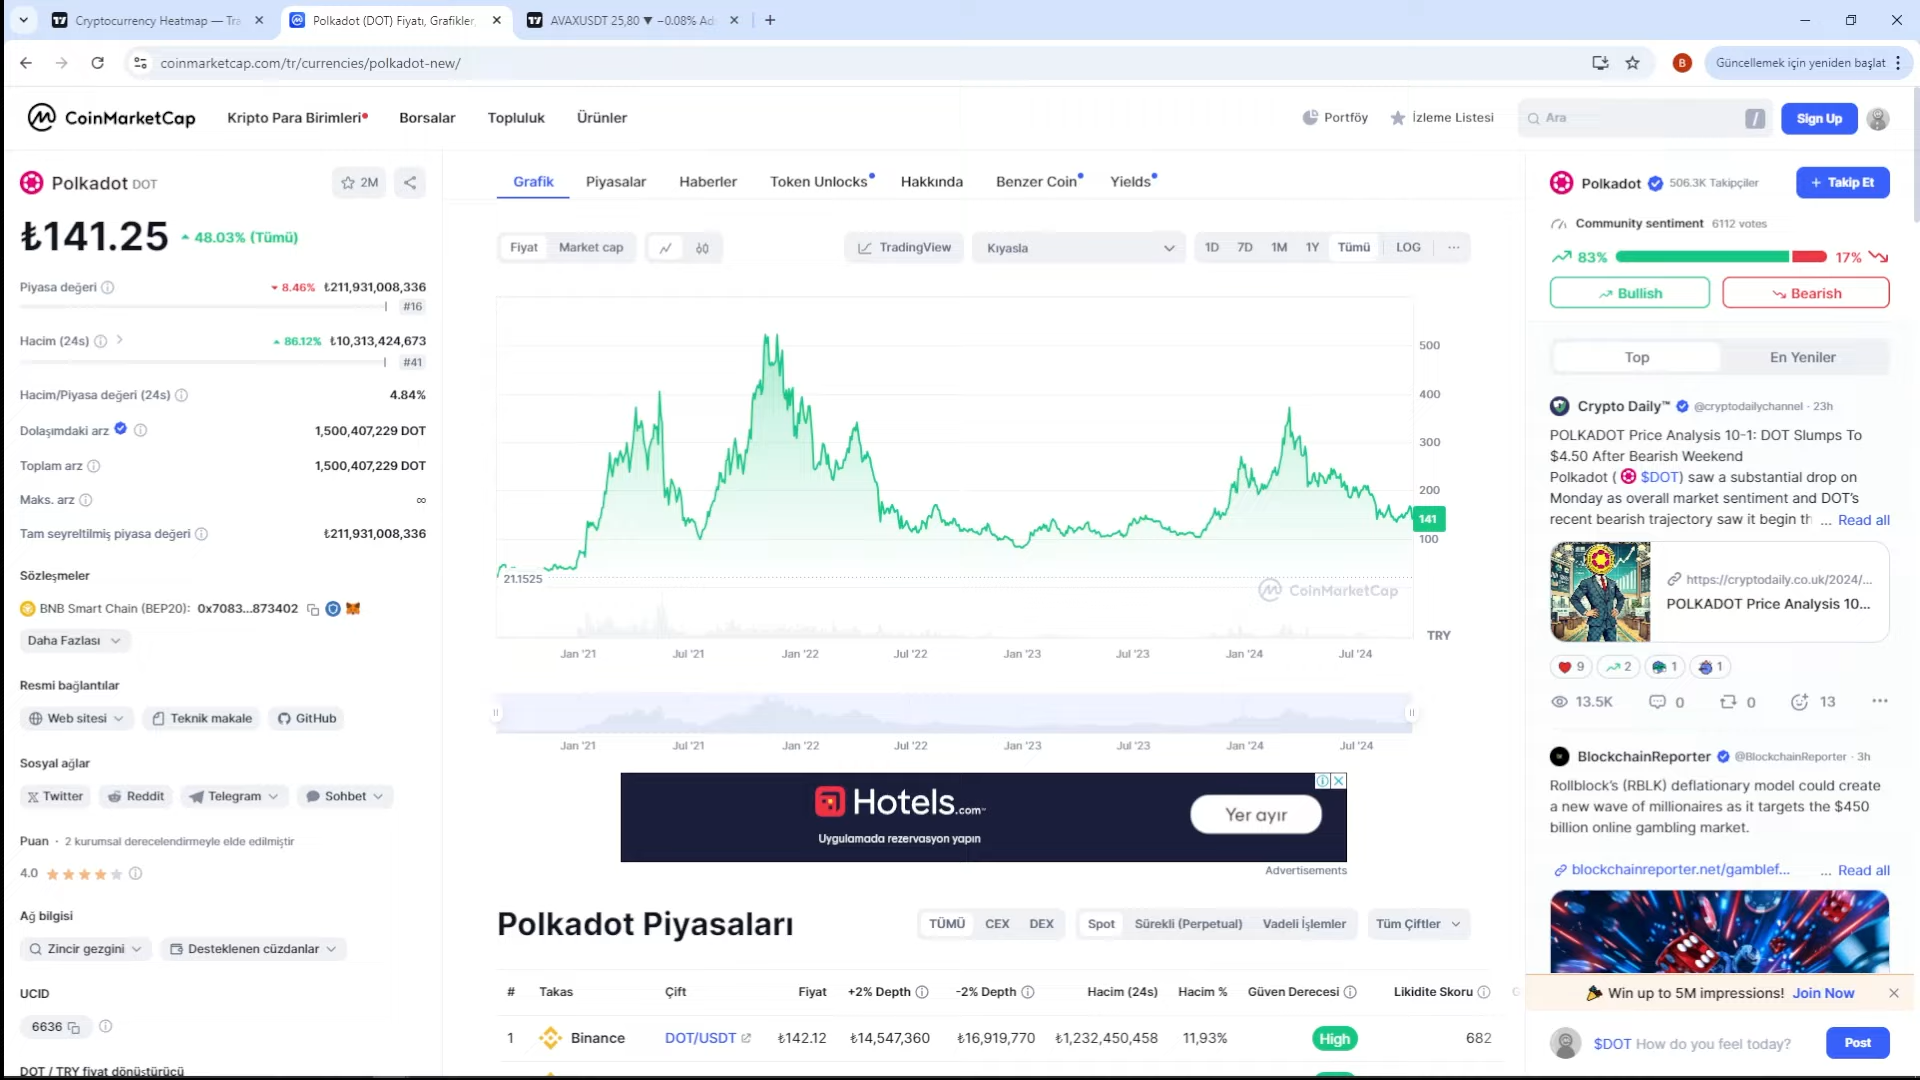 Cryptocurrency Heatmap — Tra
Polkadot (DOT) Fiyatı, Grafikler,
AVAXUSDT 25,80 ▼ −0.08% Ad
coinmarketcap.com/tr/currencies/polkadot-new/
B
Güncellemek için yeniden başlat
CoinMarketCap
Kripto Para Birimleri
Borsalar
Topluluk
Ürünler
Portföy
İzleme Listesi
Ara
/
Sign Up
Polkadot DOT
2M
₺141.25
48.03% (Tümü)
Piyasa değeri
8.46% ₺211,931,008,336
#16
Hacim (24s)
86.12% ₺10,313,424,673
#41
Hacim/Piyasa değeri (24s)
4.84%
Dolaşımdaki arz
1,500,407,229 DOT
Toplam arz
1,500,407,229 DOT
Maks. arz
∞
Tam seyreltilmiş piyasa değeri
₺211,931,008,336
Sözleşmeler
BNB Smart Chain (BEP20): 0x7083...873402
Daha Fazlası
Resmi bağlantılar
Web sitesi
Teknik makale
GitHub
Sosyal ağlar
Twitter
Reddit
Telegram
Sohbet
Puan · 2 kurumsal derecelendirmeyle elde edilmiştir
4.0
Ağ bilgisi
Zincir gezgini
Desteklenen cüzdanlar
UCID
6636
DOT / TRY fiyat dönüştürücü
Grafik
Piyasalar
Haberler
Token Unlocks
Hakkında
Benzer Coin
Yields
Fiyat
Market cap
TradingView
Kıyasla
1D
7D
1M
1Y
Tümü
LOG
500
400
300
200
141
100
21.1525
CoinMarketCap
TRY
Jan '21
Jul '21
Jan '22
Jul '22
Jan '23
Jul '23
Jan '24
Jul '24
Jan '21
Jul '21
Jan '22
Jul '22
Jan '23
Jul '23
Jan '24
Jul '24
Hotels.com
Uygulamada rezervasyon yapın
Yer ayır
Advertisements
Polkadot Piyasaları
TÜMÜ
CEX
DEX
Spot
Sürekli (Perpetual)
Vadeli İşlemler
Tüm Çiftler
#
Takas
Çift
Fiyat
+2% Depth
-2% Depth
Hacim (24s)
Hacim %
Güven Derecesi
Likidite Skoru
1
Binance
DOT/USDT
₺142.12
₺14,547,360
₺16,919,770
₺1,232,450,458
11,93%
High
682
Polkadot
506.3K Takipçiler
+ Takip Et
Community sentiment 6112 votes
83%
17%
Bullish
Bearish
Top
En Yeniler
Crypto Daily™ @cryptodailychannel · 23h
POLKADOT Price Analysis 10-1: DOT Slumps To
$4.50 After Bearish Weekend
Polkadot ( $DOT) saw a substantial drop on
Monday as overall market sentiment and DOT's
recent bearish trajectory saw it begin th ... Read all
https://cryptodaily.co.uk/2024/...
POLKADOT Price Analysis 10...
9
2
1
1
13.5K
0
0
13
BlockchainReporter @BlockchainReporter · 3h
Rollblock's (RBLK) deflationary model could create
a new wave of millionaires as it targets the $450
billion online gambling market.
blockchainreporter.net/gamblef... ... Read all
Win up to 5M impressions! Join Now
$DOT How do you feel today?
Post